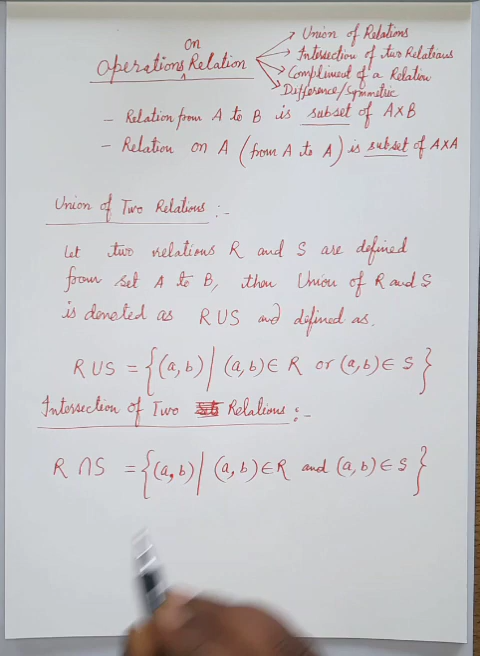 Operations on Relation
Union of Relations
Intersection of two Relations
Compliment of a Relation
Difference/Symmetric
- Relation from A to B is subset of A×B
- Relation on A (from A to A) is subset of A×A
Union of Two Relations :-
Let two relations R and S are defined
from set A to B, then Union of R and S
is denoted as R∪S and defined as.
R∪S = {(a, b) | (a, b) ∈ R or (a, b) ∈ S}
Interssection of Two Relations :-
R∩S = {(a, b) | (a, b) ∈ R and (a, b) ∈ S}